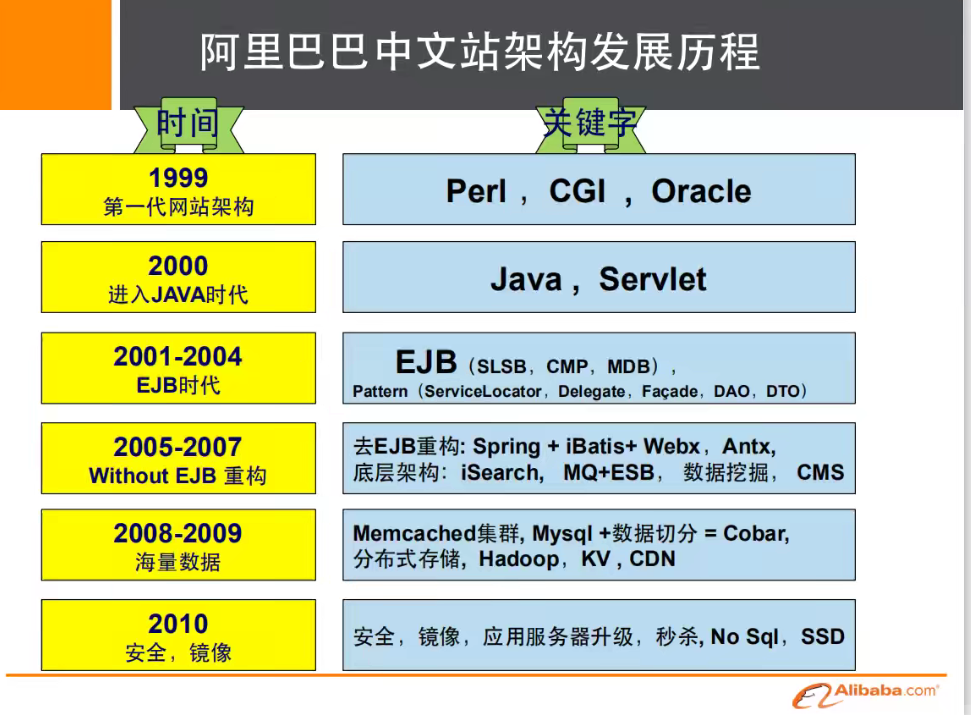 阿里巴巴中文站架构发展历程
时间
关键字
1999
第一代网站架构
Perl ，CGI ，Oracle
2000
进入JAVA时代
Java ，Servlet
2001-2004
EJB时代
EJB（SLSB，CMP，MDB），
Pattern（ServiceLocator，Delegate，Façade，DAO，DTO）
2005-2007
Without EJB 重构
去EJB重构: Spring + iBatis+ Webx，Antx,
底层架构：iSearch, MQ+ESB， 数据挖掘， CMS
2008-2009
海量数据
Memcached集群, Mysql +数据切分 = Cobar,
分布式存储, Hadoop，KV , CDN
2010
安全，镜像
安全，镜像，应用服务器升级，秒杀, No Sql，SSD
Alibaba.com®